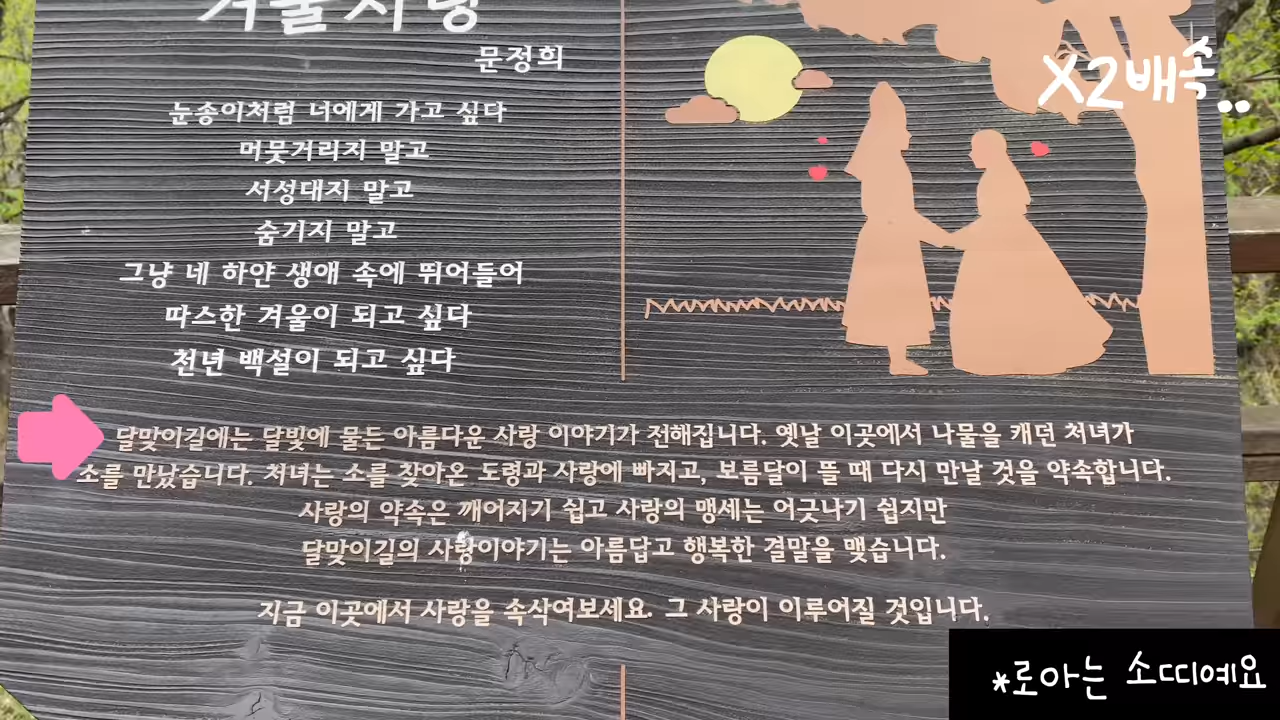 겨울사랑
문정희
눈송이처럼 너에게 가고 싶다
머뭇거리지 말고
서성대지 말고
숨기지 말고
그냥 네 하얀 생애 속에 뛰어들어
따스한 겨울이 되고 싶다
천년 백설이 되고 싶다
X2배속..
달맞이길에는 달빛에 물든 아름다운 사랑 이야기가 전해집니다. 옛날 이곳에서 나물을 캐던 처녀가
소를 만났습니다. 처녀는 소를 찾아온 도령과 사랑에 빠지고, 보름달이 뜰 때 다시 만날 것을 약속합니다.
사랑의 약속은 깨어지기 쉽고 사랑의 맹세는 어긋나기 쉽지만
달맞이길의 사랑이야기는 아름답고 행복한 결말을 맺습니다.
지금 이곳에서 사랑을 속삭여보세요. 그 사랑이 이루어질 것입니다.
*로아는 소띠예요